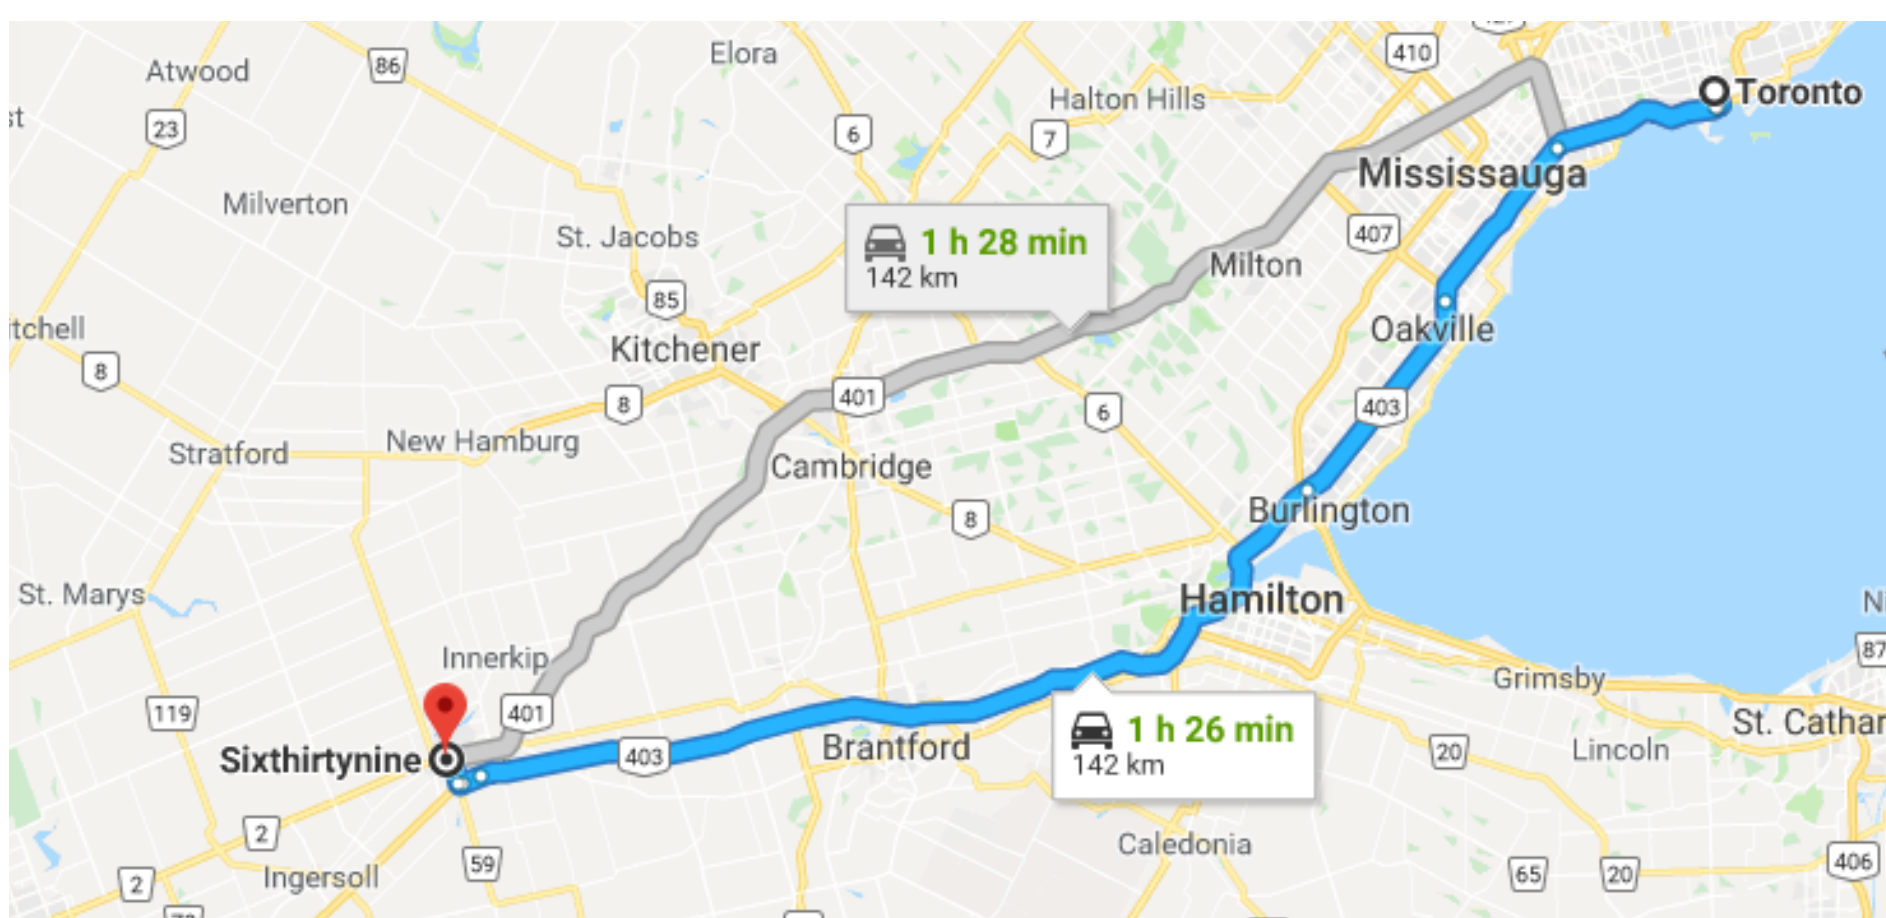 410
Elora
86
Atwood
Toronto
Halton Hills
23
6
7
Mississauga
Milverton
407
St. Jacobs
1 h 28 min
142 km
Milton
85
itchell
Oakville
Kitchener
8
401
8
403
6
New Hamburg
Stratford
Cambridge
Burlington
8
St. Marys
Hamilton
Innerkip
87
Grimsby
119
401
St. Cathar
1 h 26 min
142 km
Sixthirtynine
403
Brantford
20
Lincoln
2
Caledonia
406
59
Ingersoll
65
20
2